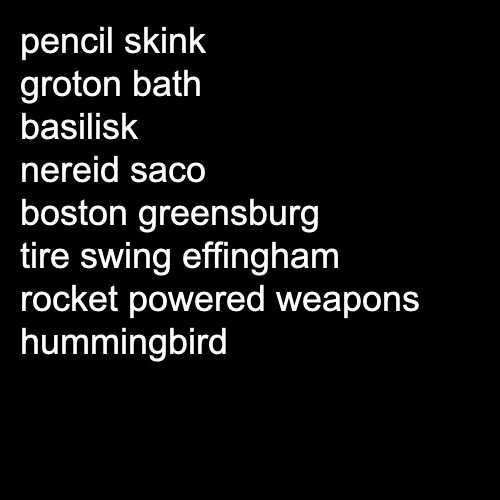 pencil skink
groton bath
basilisk
nereid saco
boston greensburg
tire swing effingham
rocket powered weapons
hummingbird